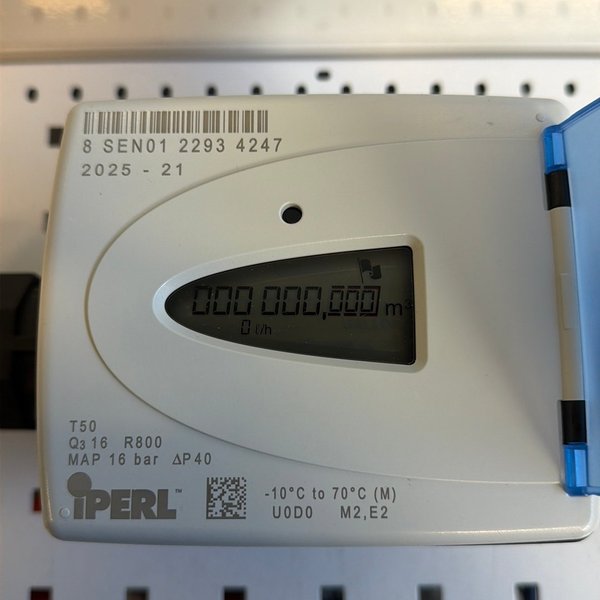 8 SEN01 2293 4247
2025 - 21
000 000,000 m³
0 ℓ/h
T50
Q3 16 R800
MAP 16 bar ΔP40
iPERL™
-10°C to 70°C (M)
U0D0 M2,E2